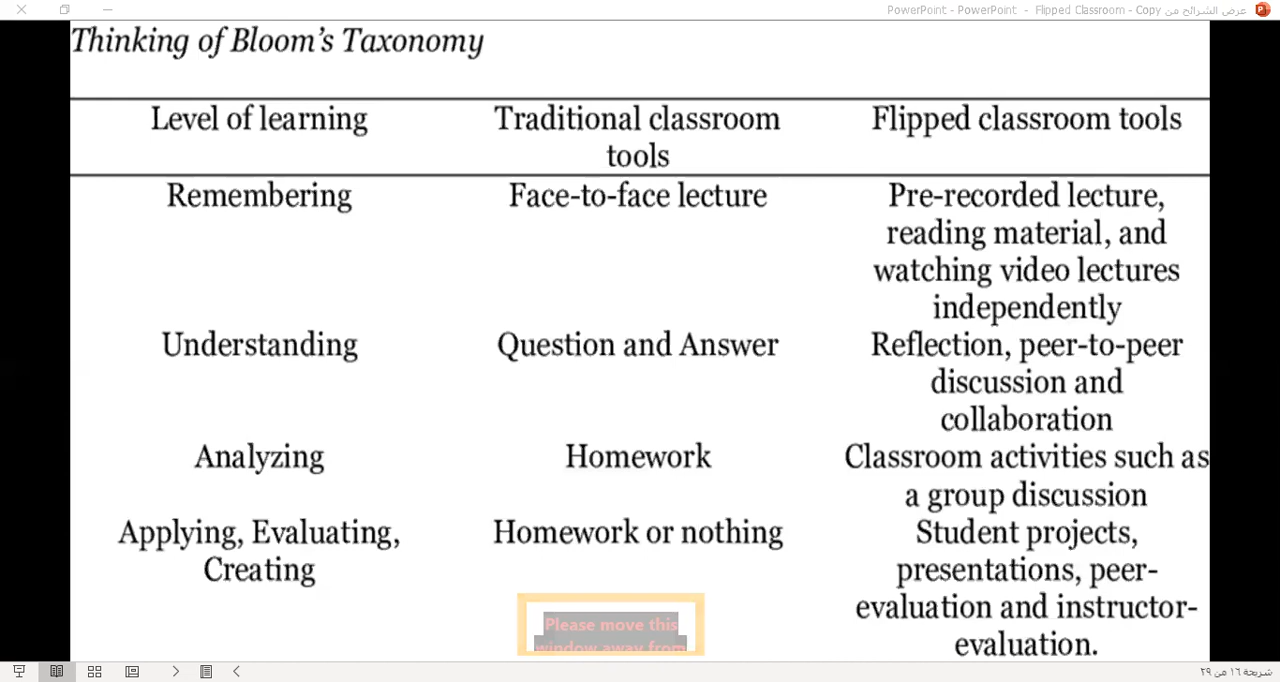 عرض الشرائح من PowerPoint - PowerPoint - Flipped Classroom - Copy
Thinking of Bloom's Taxonomy
Level of learning
Traditional classroom
tools
Flipped classroom tools
Remembering
Face-to-face lecture
Pre-recorded lecture,
reading material, and
watching video lectures
independently
Understanding
Question and Answer
Reflection, peer-to-peer
discussion and
collaboration
Analyzing
Homework
Classroom activities such as
a group discussion
Applying, Evaluating,
Creating
Homework or nothing
Student projects,
presentations, peer-
evaluation and instructor-
evaluation.
Please move this
window away from
شريحة ١٦ من ٢٩